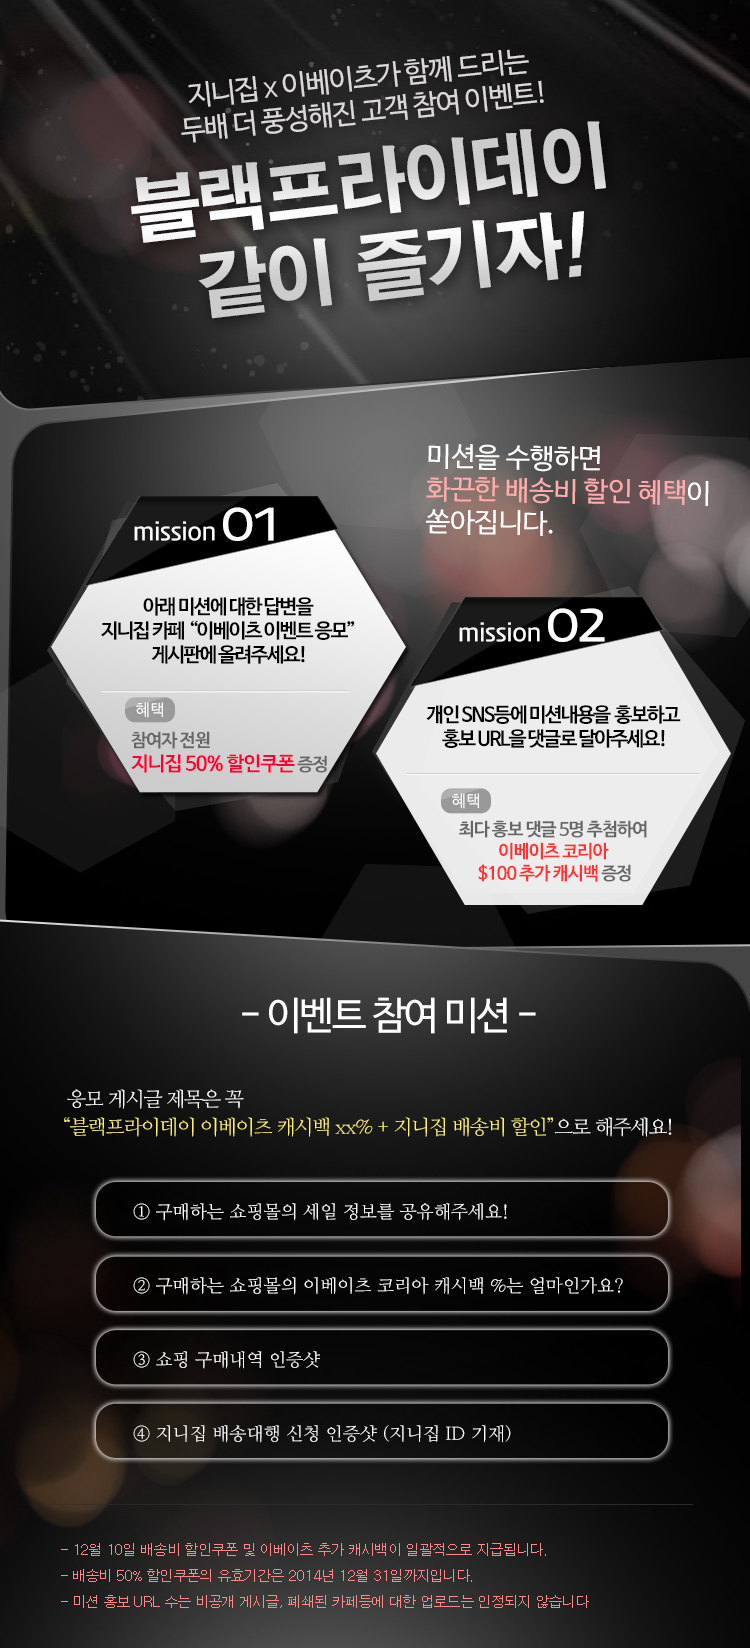 지니집 x 이베이츠가 함께 드리는
두배 더 풍성해진 고객 참여 이벤트!
블랙프라이데이
같이 즐기자!
미션을 수행하면
화끈한 배송비 할인 혜택이
쏟아집니다.
mission 01
아래 미션에 대한 답변을
지니집 카페 “이베이츠 이벤트 응모”
게시판에 올려주세요!
혜택
참여자 전원
지니집 50% 할인쿠폰 증정
mission 02
개인 SNS등에 미션내용을 홍보하고
홍보 URL을 댓글로 달아주세요!
혜택
최다 홍보 댓글 5명 추첨하여
이베이츠 코리아
$100 추가 캐시백 증정
- 이벤트 참여 미션 -
응모 게시글 제목은 꼭
“블랙프라이데이 이베이츠 캐시백 xx% + 지니집 배송비 할인”으로 해주세요!
① 구매하는 쇼핑몰의 세일 정보를 공유해주세요!
② 구매하는 쇼핑몰의 이베이츠 코리아 캐시백 %는 얼마인가요?
③ 쇼핑 구매내역 인증샷
④ 지니집 배송대행 신청 인증샷 (지니집 ID 기재)
- 12월 10일 배송비 할인쿠폰 및 이베이츠 추가 캐시백이 일괄적으로 지급됩니다.
- 배송비 50% 할인쿠폰의 유효기간은 2014년 12월 31일까지입니다.
- 미션 홍보 URL 수는 비공개 게시글, 폐쇄된 카페등에 대한 업로드는 인정되지 않습니다